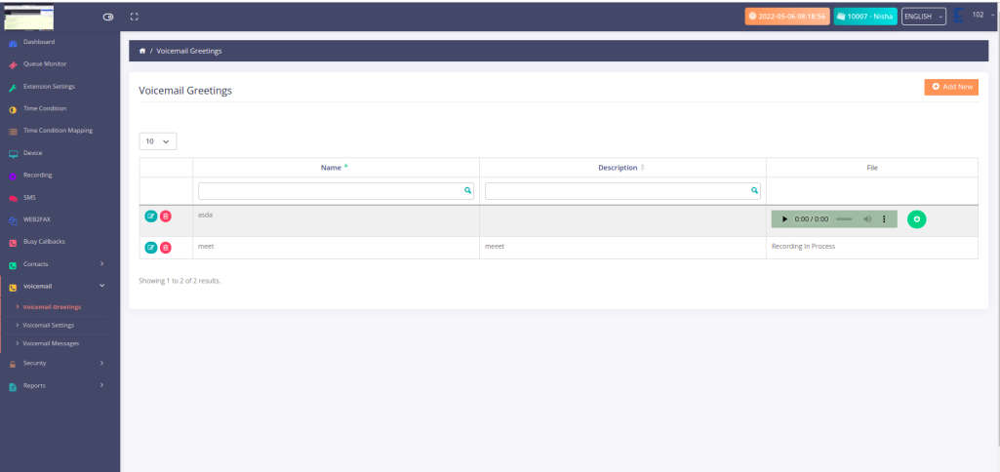 2022-05-06 08:18:56 10007 - Nisha ENGLISH 102
Dashboard
Queue Monitor
Extension Settings
Time Condition
Time Condition Mapping
Device
Recording
SMS
WEB2FAX
Busy Callbacks
Contacts
Voicemail
Voicemail Greetings
Voicemail Settings
Voicemail Messages
Security
Reports
/ Voicemail Greetings
Voicemail Greetings
Add New
10
Name Description File
asda 0:00 / 0:00
meet meeet Recording In Process
Showing 1 to 2 of 2 results.